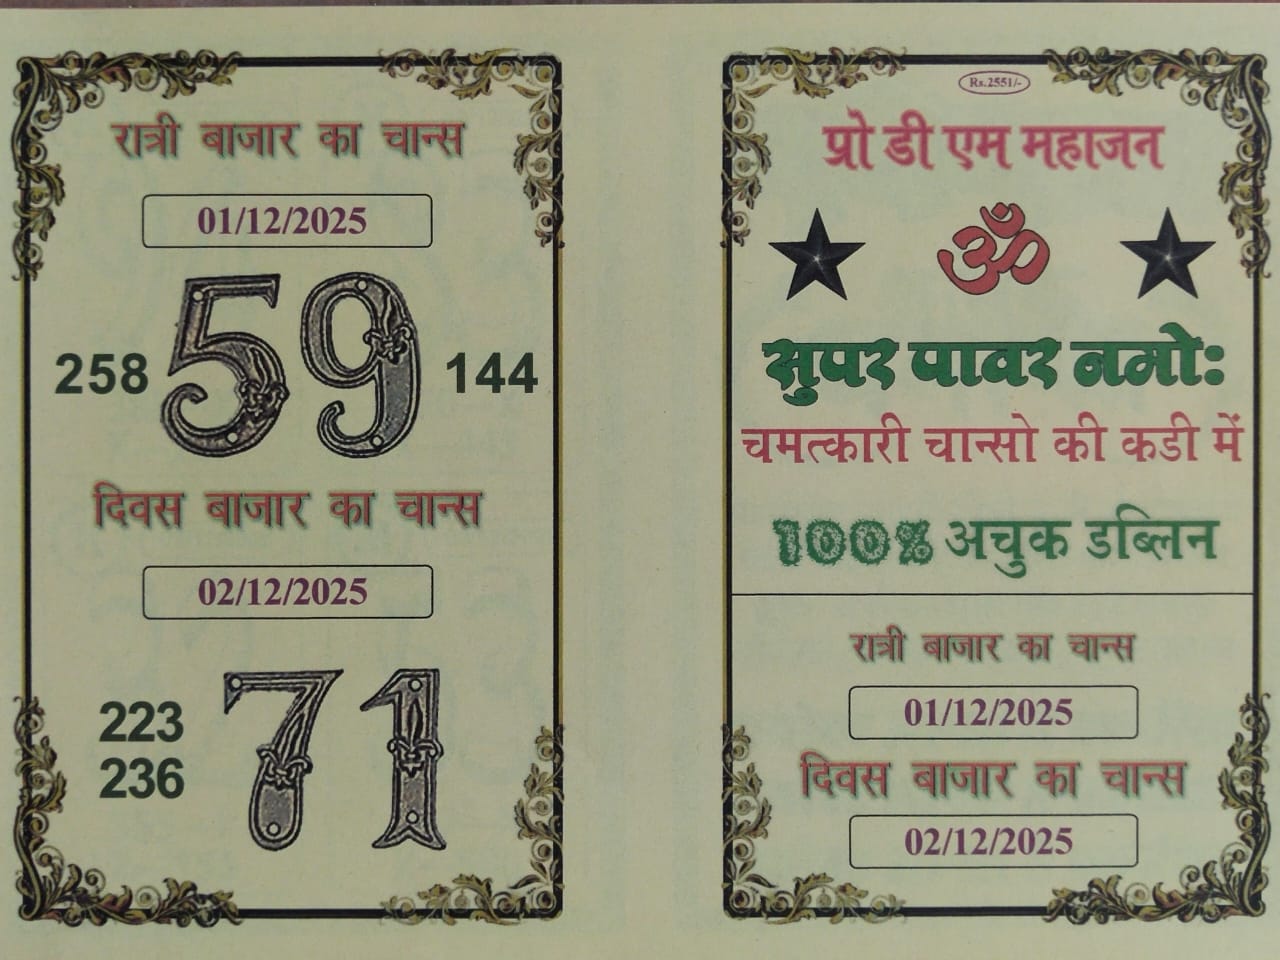 रात्री बाजार का चान्स
01/12/2025
258 59 144
दिवस बाजार का चान्स
02/12/2025
223
236
71
Rs.2551/-
प्रो डी एम महाजन
ॐ
सुपर पावर नमोः
चमत्कारी चान्सो की कडी में
100% अचुक डब्लिन
रात्री बाजार का चान्स
01/12/2025
दिवस बाजार का चान्स
02/12/2025